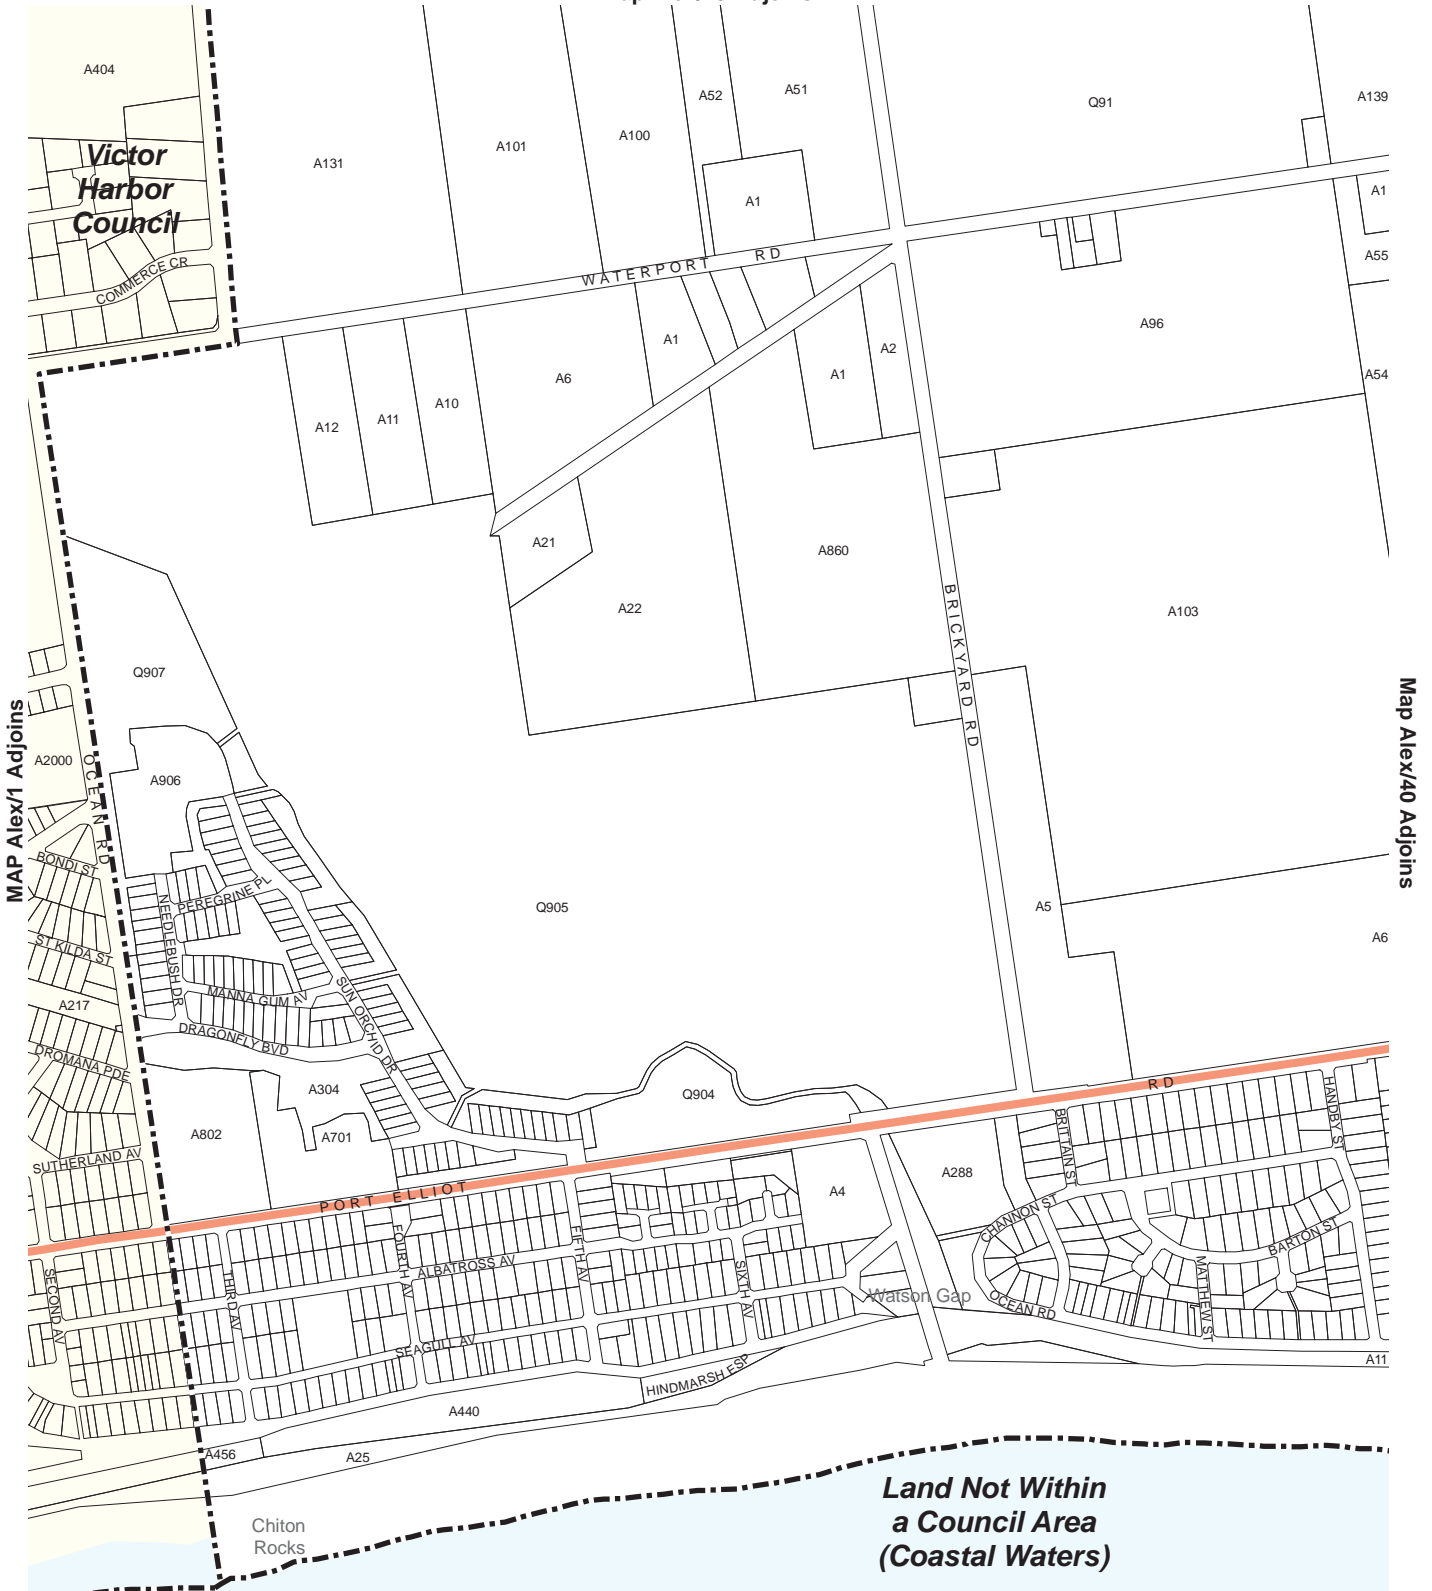 A404
A52
A51
Q91
A139
A101
A100
A131
Victor
Harbor
Council
A1
A1
COMMERCE CR
WATERPORT RD
A55
A96
A1
A6
A1
A2
A54
A10
A11
A12
A21
A860
A22
A103
BRICKYARD RD
Q907
MAP Alex/1 Adjoins
Map Alex/40 Adjoins
A2000
OCEAN RD
A906
BONDI ST
PEREGRINE PL
NEEDLEBUSH DR
Q905
A5
A6
ST KILDA ST
MANNA GUM AV
SUN ORCHID DR
A217
DRAGONFLY BVD
DROMANA PDE
A304
Q904
RD
HANDBY ST
BRITTAIN ST
A802
A701
SUTHERLAND AV
A288
A4
PORT ELLIOT
CHANNON ST
FOURTH AV
FIFTH AV
BARTON ST
ALBATROSS AV
SIXTH AV
MATHEW ST
SECOND AV
THIRD AV
Watson Gap
OCEAN RD
SEAGULL AV
A11
HINDMARSH ESP
A440
A456
A25
Land Not Within
a Council Area
(Coastal Waters)
Chiton
Rocks